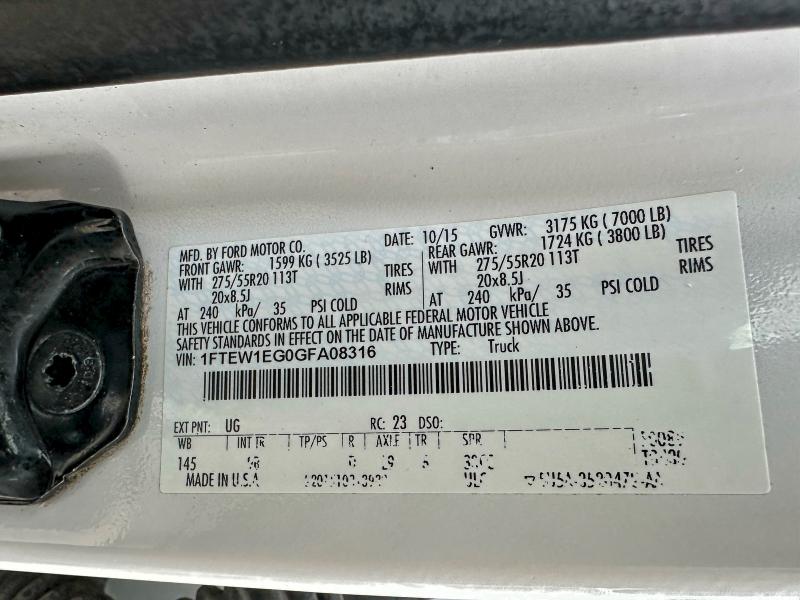 MFD. BY FORD MOTOR CO.
DATE: 10/15 GVWR: 3175 KG ( 7000 LB)
FRONT GAWR: 1599 KG ( 3525 LB)
WITH 275/55R20 113T TIRES
20x8.5J RIMS
AT 240 kPa/ 35 PSI COLD
REAR GAWR: 1724 KG ( 3800 LB)
WITH 275/55R20 113T TIRES
20x8.5J RIMS
AT 240 kPa/ 35 PSI COLD
THIS VEHICLE CONFORMS TO ALL APPLICABLE FEDERAL MOTOR VEHICLE
SAFETY STANDARDS IN EFFECT ON THE DATE OF MANUFACTURE SHOWN ABOVE.
VIN: 1FTEW1EG0GFA08316 TYPE: Truck
EXT PNT: UG RC: 23 DSO:
WB INT TR TP/PS R AXLE TR SPR
145
MADE IN U.S.A